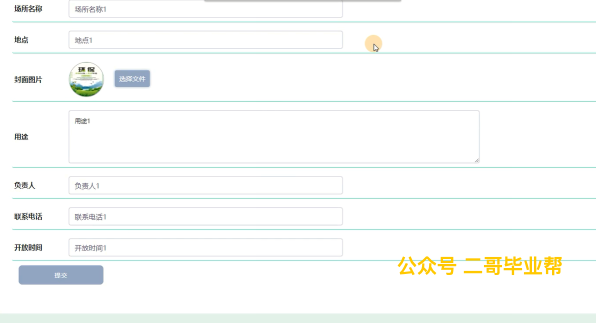 场所名称 场所名称1
地点 地点1
封面图片 环保 选择文件
用途 用途1
负责人 负责人1
联系电话 联系电话1
开放时间 开放时间1
公众号 二哥毕业帮
提交